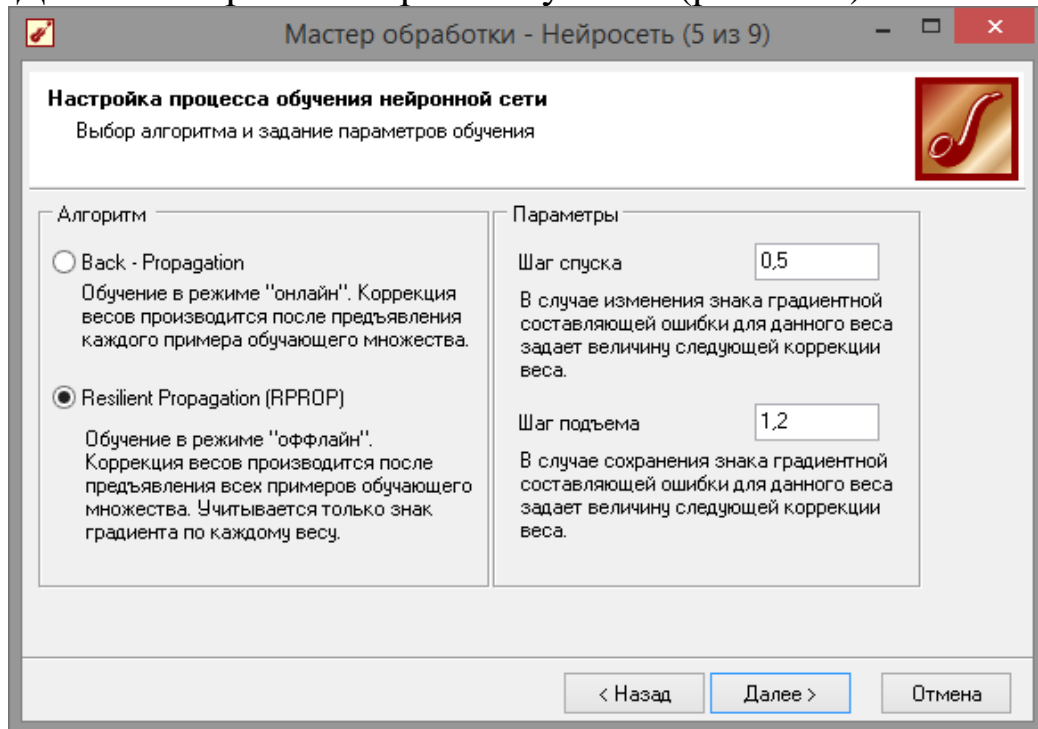 Мастер обработки - Нейросеть (5 из 9)
Настройка процесса обучения нейронной сети
Выбор алгоритма и задание параметров обучения
Алгоритм
Back - Propagation
Обучение в режиме "онлайн". Коррекция
весов производится после предъявления
каждого примера обучающего множества.
Resilient Propagation (RPROP)
Обучение в режиме "оффлайн".
Коррекция весов производится после
предъявления всех примеров обучающего
множества. Учитывается только знак
градиента по каждому весу.
Параметры
Шаг спуска 0,5
В случае изменения знака градиентной
составляющей ошибки для данного веса
задает величину следующей коррекции
веса.
Шаг подъема 1,2
В случае сохранения знака градиентной
составляющей ошибки для данного веса
задает величину следующей коррекции
веса.
< Назад Далее > Отмена